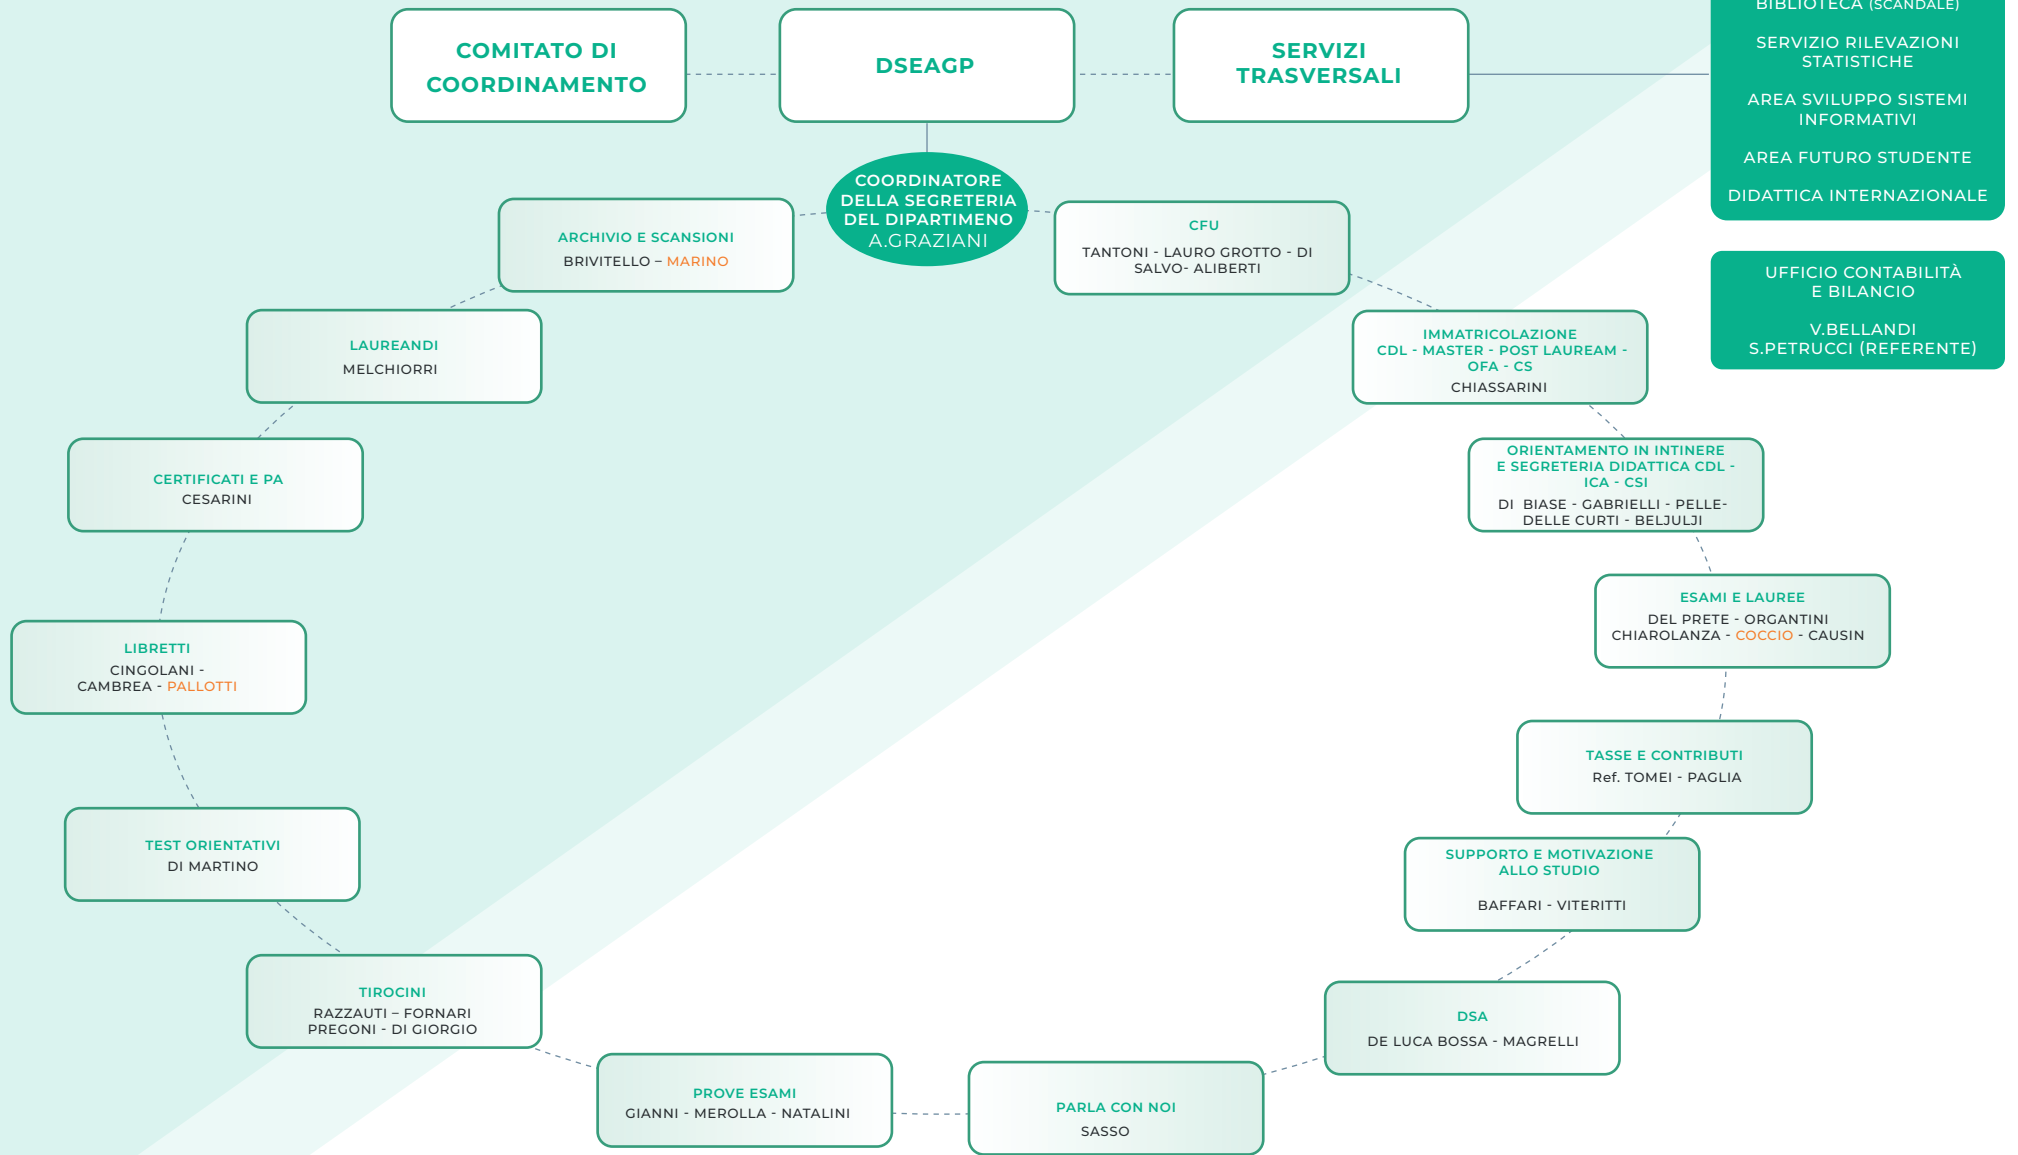 COMITATO DI
COORDINAMENTO
DSEAGP
SERVIZI
TRASVERSALI
BIBLIOTECA (SCANDALE)
SERVIZIO RILEVAZIONI
STATISTICHE
AREA SVILUPPO SISTEMI
INFORMATIVI
AREA FUTURO STUDENTE
DIDATTICA INTERNAZIONALE
UFFICIO CONTABILITÀ
E BILANCIO
V.BELLANDI
S.PETRUCCI (REFERENTE)
COORDINATORE
DELLA SEGRETERIA
DEL DIPARTIMENO
A.GRAZIANI
CFU
TANTONI - LAURO GROTTO - DI
SALVO- ALIBERTI
IMMATRICOLAZIONE
CDL - MASTER - POST LAUREAM -
OFA - CS
CHIASSARINI
ORIENTAMENTO IN INTINERE
E SEGRETERIA DIDATTICA CDL -
ICA - CSI
DI BIASE - GABRIELLI - PELLE-
DELLE CURTI - BELJULJI
ESAMI E LAUREE
DEL PRETE - ORGANTINI
CHIAROLANZA - COCCIO - CAUSIN
TASSE E CONTRIBUTI
Ref. TOMEI - PAGLIA
SUPPORTO E MOTIVAZIONE
ALLO STUDIO
BAFFARI - VITERITTI
DSA
DE LUCA BOSSA - MAGRELLI
PARLA CON NOI
SASSO
PROVE ESAMI
GIANNI - MEROLLA - NATALINI
TIROCINI
RAZZAUTI – FORNARI
PREGONI - DI GIORGIO
TEST ORIENTATIVI
DI MARTINO
LIBRETTI
CINGOLANI -
CAMBREA - PALLOTTI
CERTIFICATI E PA
CESARINI
LAUREANDI
MELCHIORRI
ARCHIVIO E SCANSIONI
BRIVITELLO – MARINO